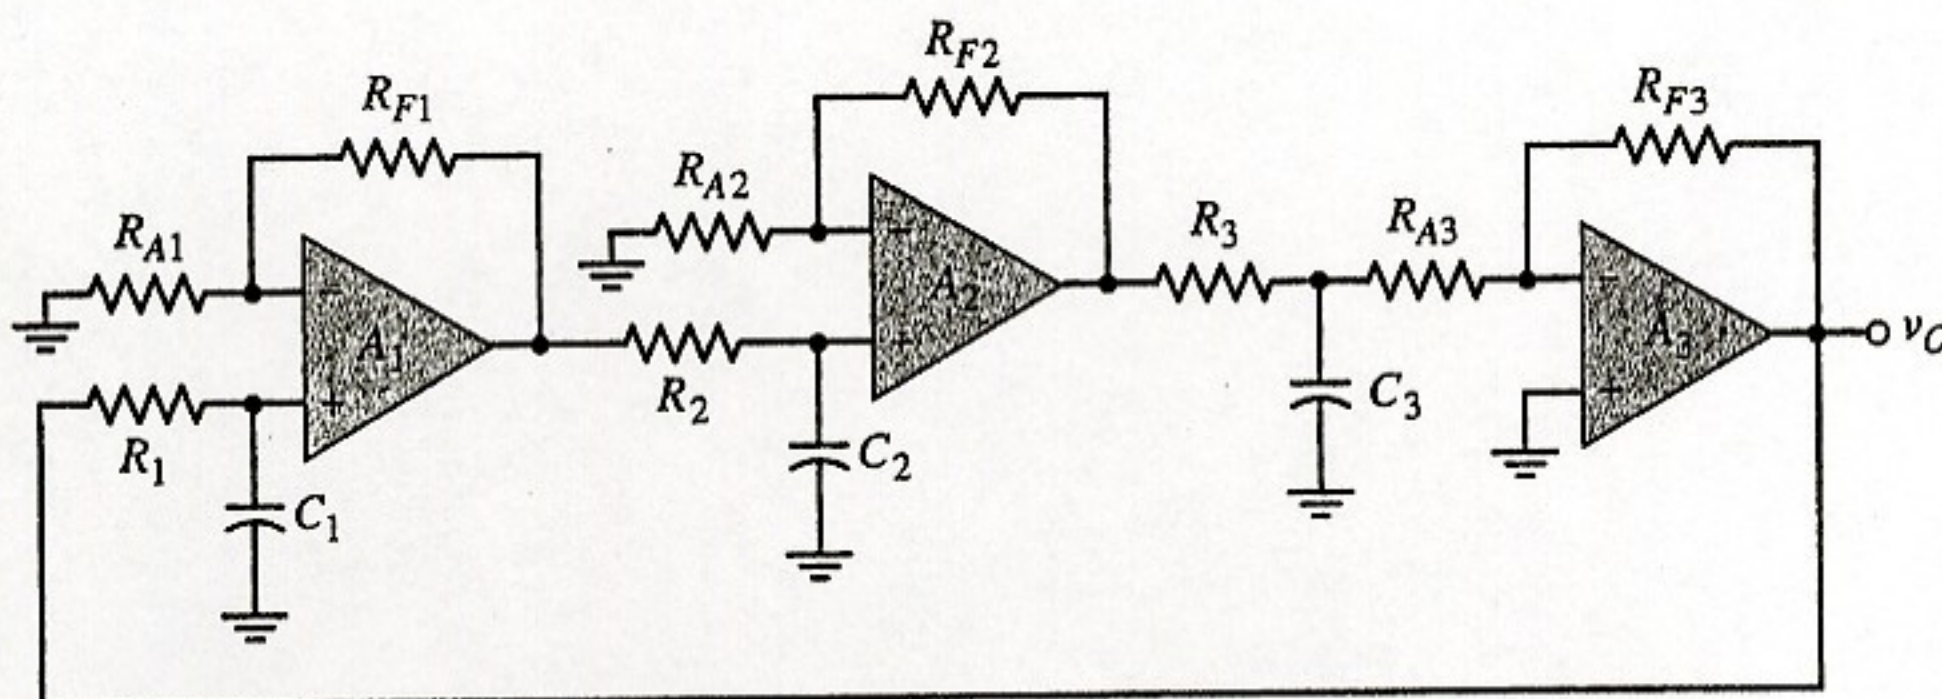 R_F2
R_F1
R_F3
R_A2
R_A1
R_3
R_A3
−
−
−
A_2
A_1
A_3
v_O
+
+
+
R_1
R_2
C_3
C_2
C_1